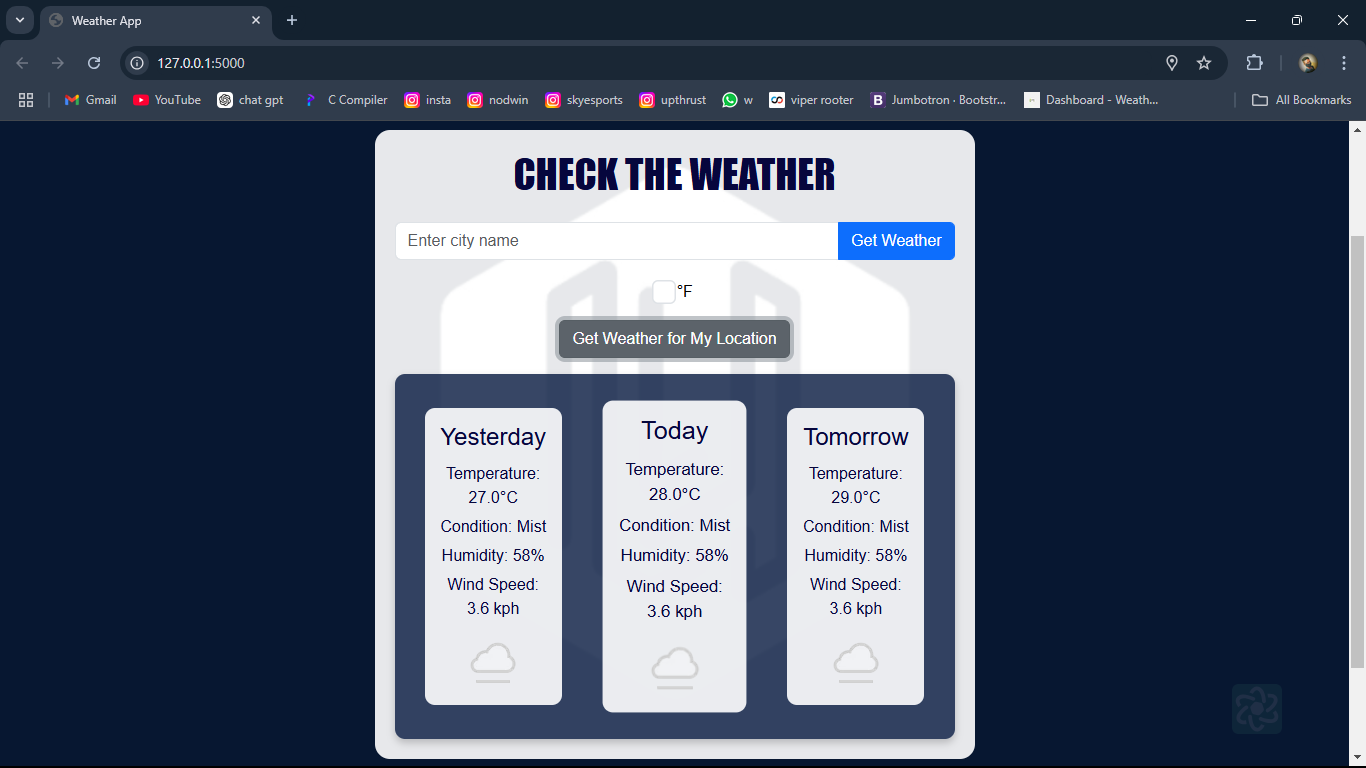 Weather App
127.0.0.1:5000
Gmail
YouTube
chat gpt
C Compiler
insta
nodwin
skyesports
upthrust
w
viper rooter
B
Jumbotron · Bootstr...
Dashboard - Weath...
All Bookmarks
CHECK THE WEATHER
Enter city name
Get Weather
°F
Get Weather for My Location
Yesterday
Temperature:
27.0°C
Condition: Mist
Humidity: 58%
Wind Speed:
3.6 kph
Today
Temperature:
28.0°C
Condition: Mist
Humidity: 58%
Wind Speed:
3.6 kph
Tomorrow
Temperature:
29.0°C
Condition: Mist
Humidity: 58%
Wind Speed:
3.6 kph